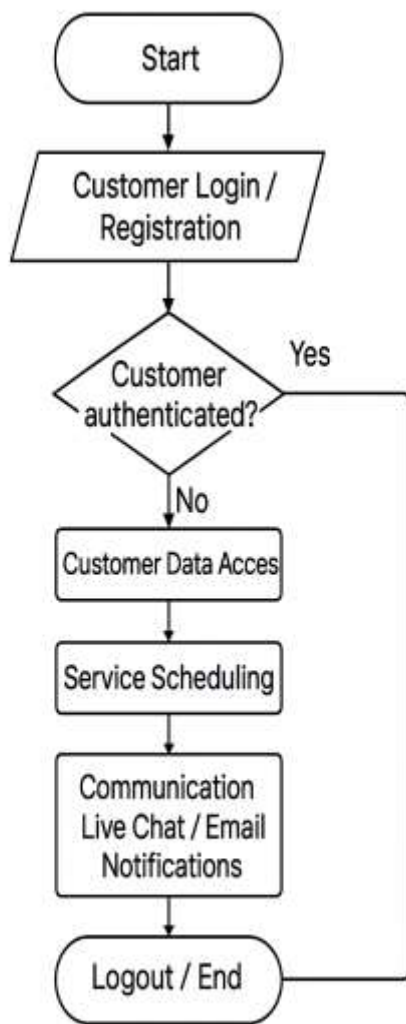 Start
Customer Login /
Registration
Customer
authenticated?
Yes
No
Customer Data Acces
Service Scheduling
Communication
Live Chat / Email
Notifications
Logout / End